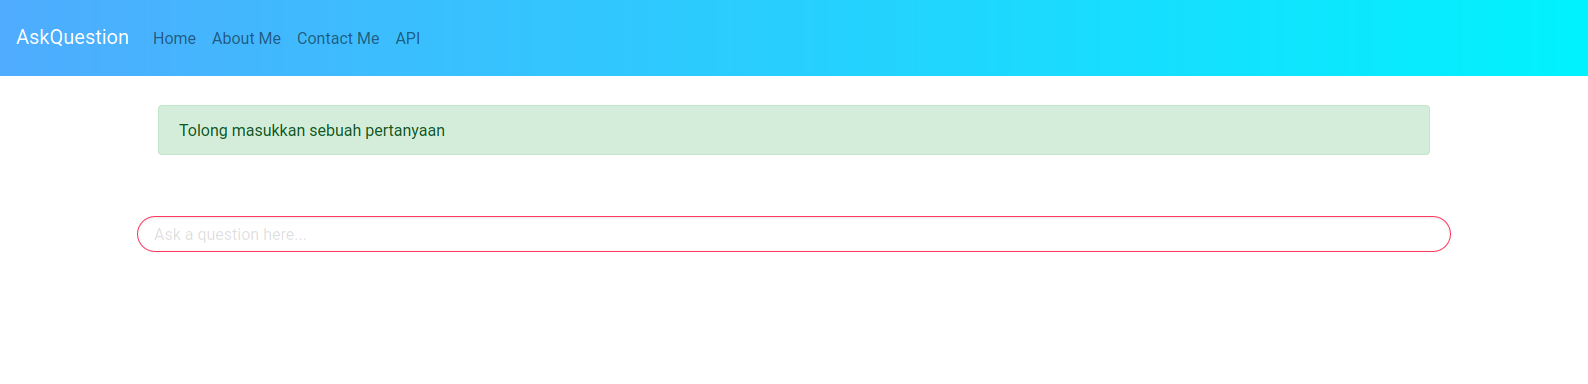 AskQuestion Home About Me Contact Me API
Tolong masukkan sebuah pertanyaan
Ask a question here...